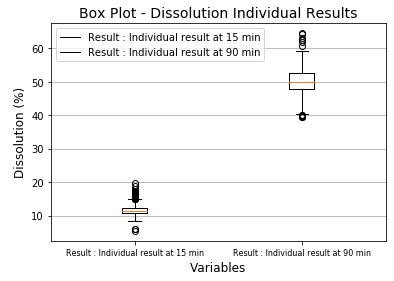 Box Plot - Dissolution Individual Results
Result : Individual result at 15 min
Result : Individual result at 90 min
Dissolution (%)
60
50
40
30
20
10
Result : Individual result at 15 min
Result : Individual result at 90 min
Variables